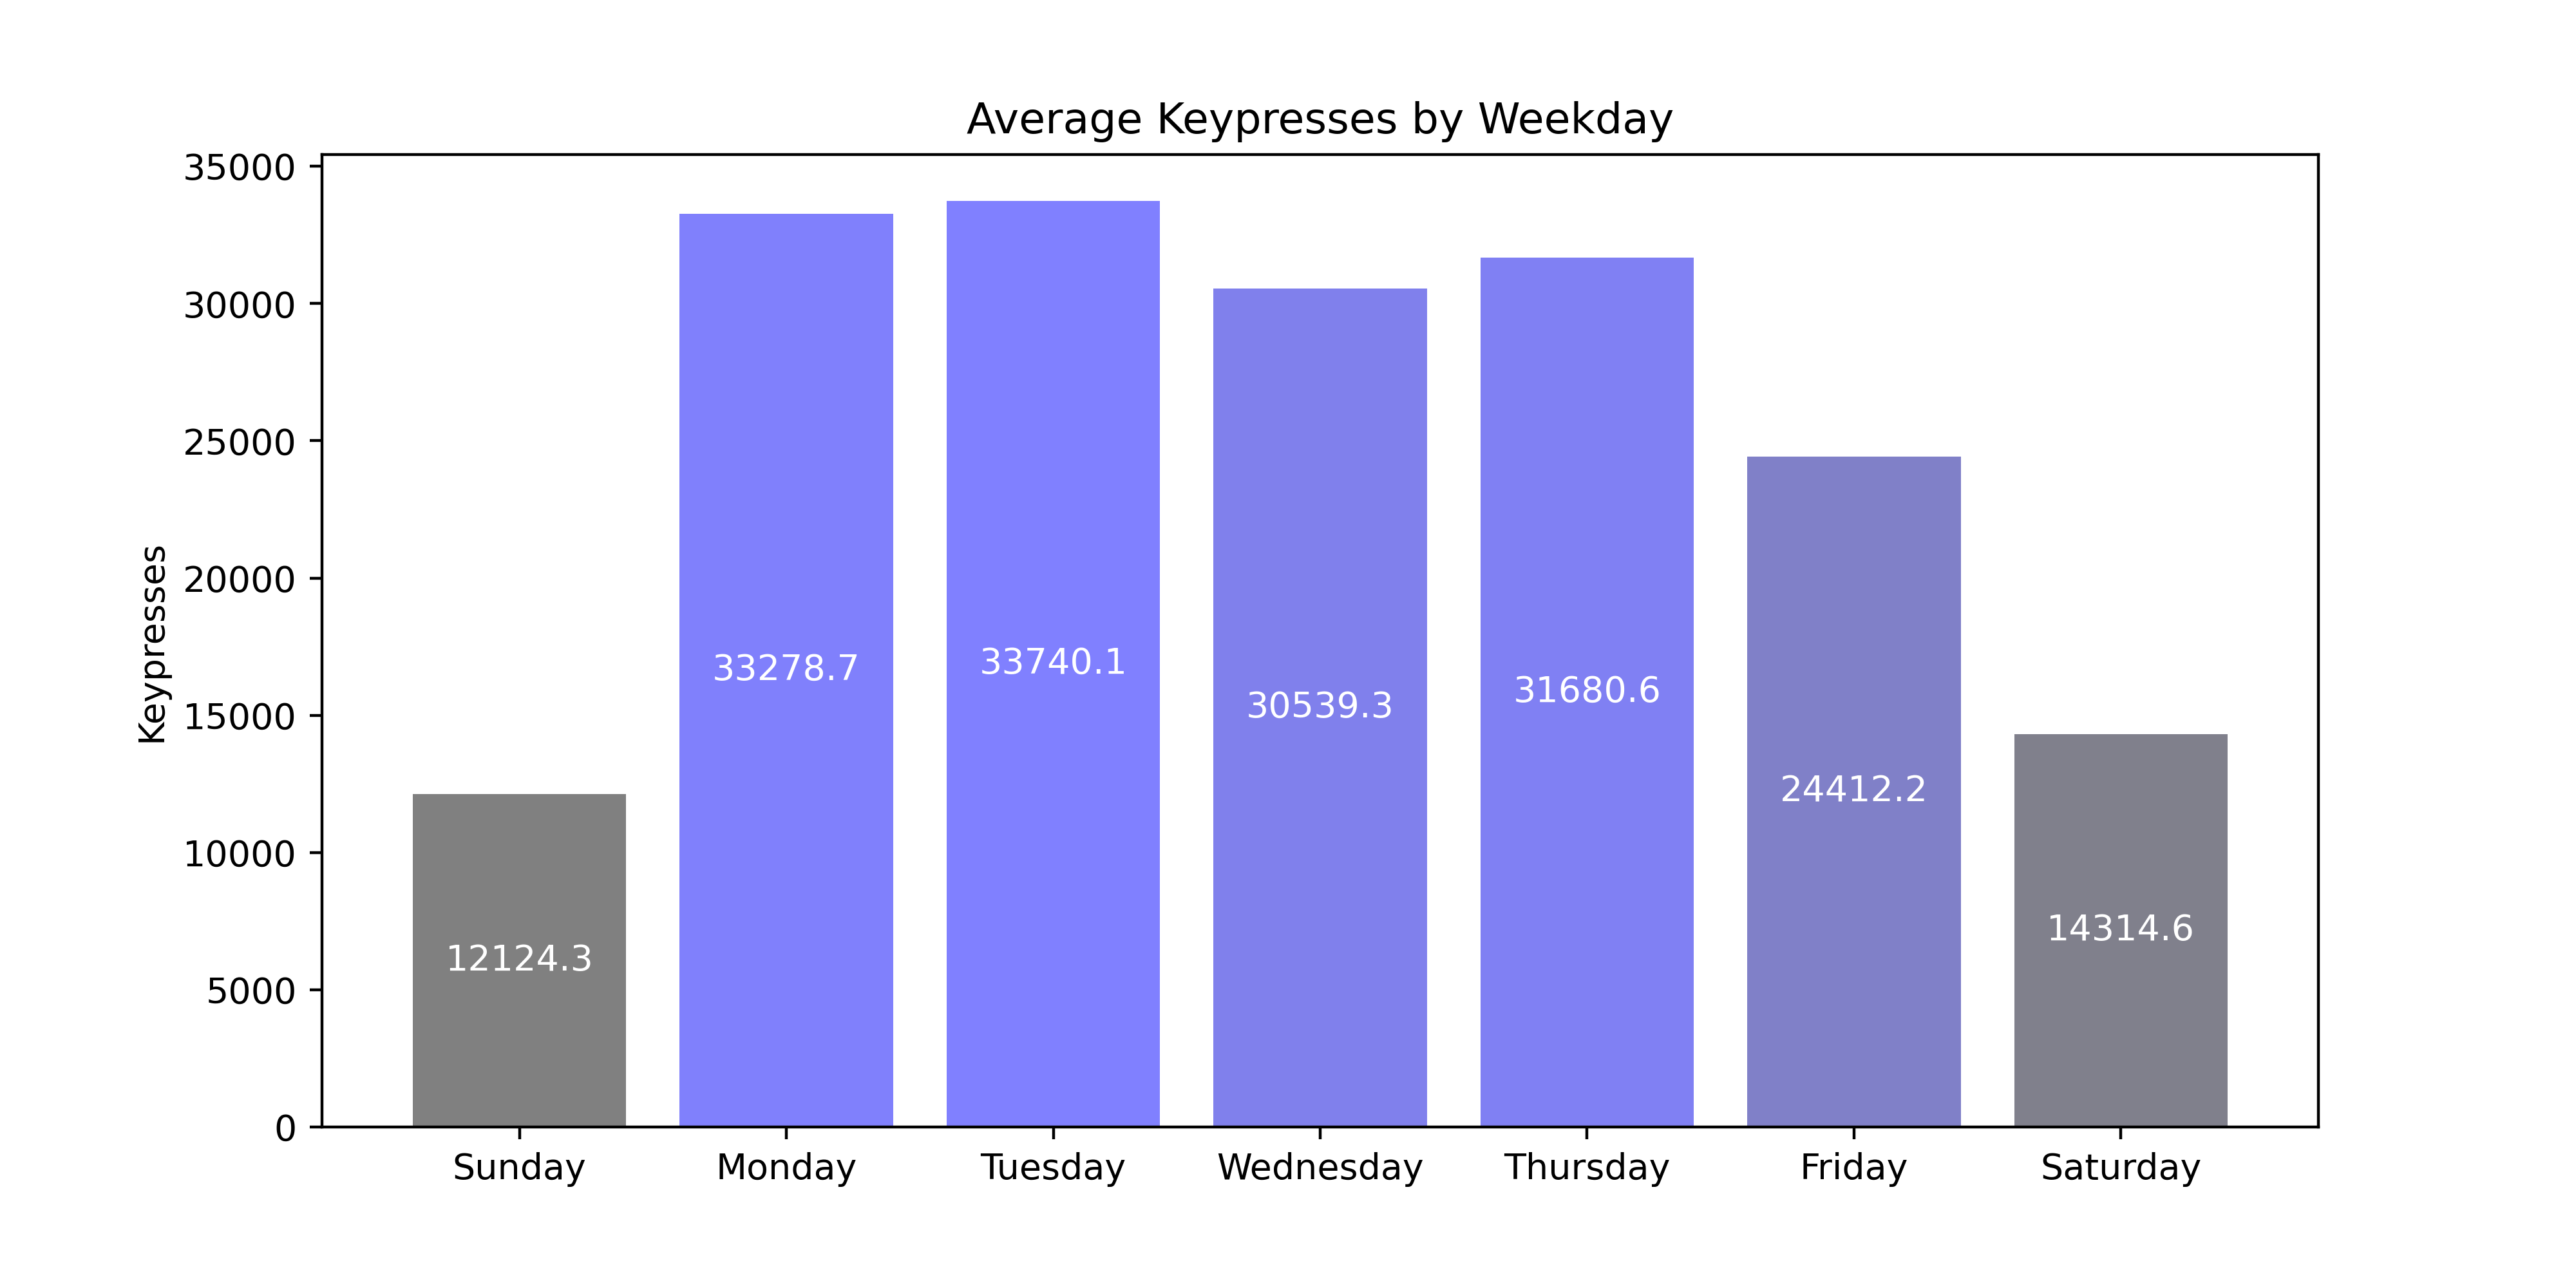 Average Keypresses by Weekday
Keypresses
35000
30000
25000
20000
15000
10000
5000
0
12124.3
33278.7
33740.1
30539.3
31680.6
24412.2
14314.6
Sunday
Monday
Tuesday
Wednesday
Thursday
Friday
Saturday